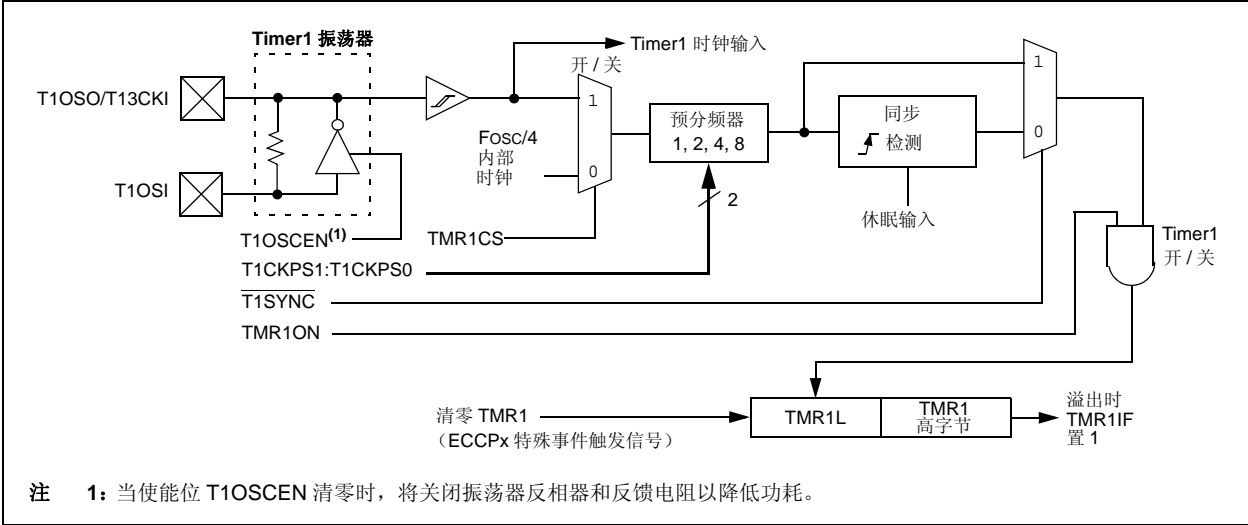 Timer1 振荡器
Timer1 时钟输入
开 / 关
T1OSO/T13CKI
1
1
FOSC/4
内部
时钟
预分频器
1, 2, 4, 8
同步
检测
0
0
T1OSI
2
休眠输入
T1OSCEN(1)
TMR1CS
Timer1
开 / 关
T1CKPS1:T1CKPS0
T1SYNC
TMR1ON
清零 TMR1
（ECCPx 特殊事件触发信号）
TMR1L
TMR1
高字节
溢出时
TMR1IF
置 1
注 1: 当使能位 T1OSCEN 清零时，将关闭振荡器反相器和反馈电阻以降低功耗。